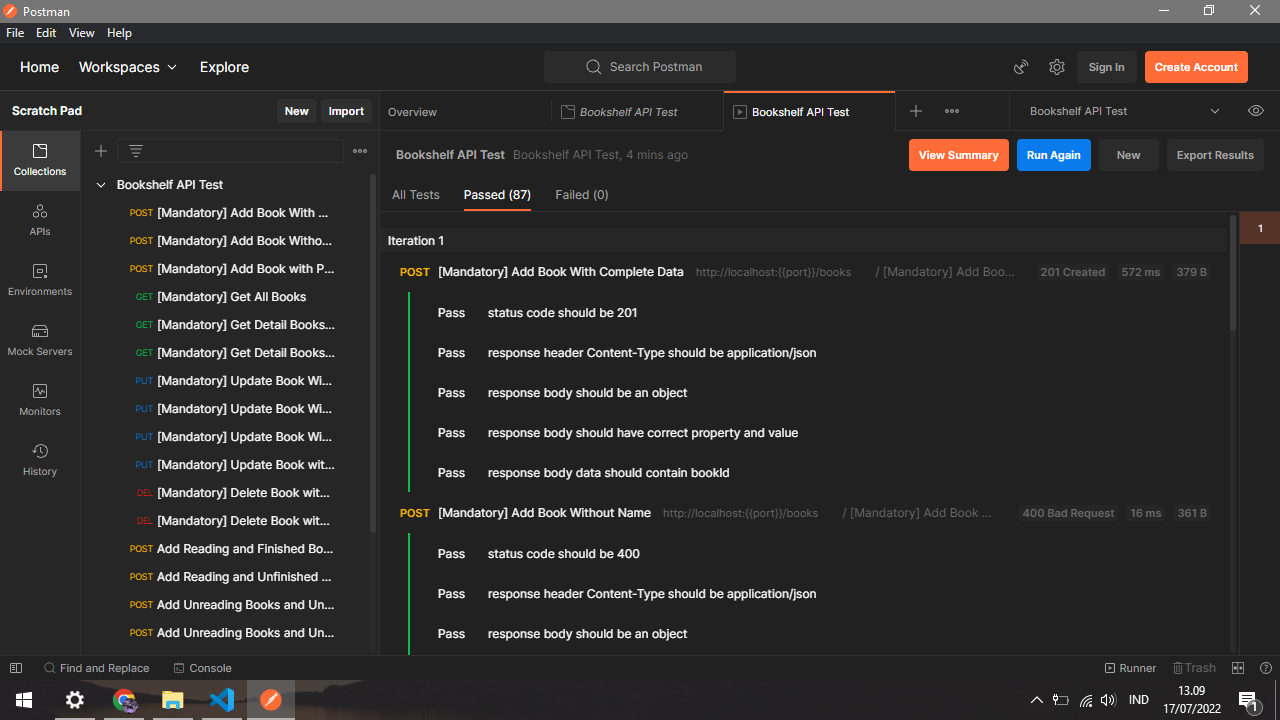 Postman
File Edit View Help
Home Workspaces Explore
Search Postman
Sign In
Create Account
Scratch Pad
New
Import
Overview
Bookshelf API Test
Bookshelf API Test
Bookshelf API Test
Collections
APIs
Environments
Mock Servers
Monitors
History
Bookshelf API Test
POST [Mandatory] Add Book With ...
POST [Mandatory] Add Book Witho...
POST [Mandatory] Add Book with P...
GET [Mandatory] Get All Books
GET [Mandatory] Get Detail Books...
GET [Mandatory] Get Detail Books...
PUT [Mandatory] Update Book Wi...
PUT [Mandatory] Update Book Wi...
PUT [Mandatory] Update Book Wi...
PUT [Mandatory] Update Book wit...
DEL [Mandatory] Delete Book wit...
DEL [Mandatory] Delete Book wit...
POST Add Reading and Finished Bo...
POST Add Reading and Unfinished ...
POST Add Unreading Books and Un...
POST Add Unreading Books and Un...
Bookshelf API Test Bookshelf API Test, 4 mins ago
View Summary
Run Again
New
Export Results
All Tests Passed (87) Failed (0)
1
Iteration 1
POST [Mandatory] Add Book With Complete Data http://localhost:{{port}}/books / [Mandatory] Add Boo... 201 Created 572 ms 379 B
Pass status code should be 201
Pass response header Content-Type should be application/json
Pass response body should be an object
Pass response body should have correct property and value
Pass response body data should contain bookId
POST [Mandatory] Add Book Without Name http://localhost:{{port}}/books / [Mandatory] Add Book ... 400 Bad Request 16 ms 361 B
Pass status code should be 400
Pass response header Content-Type should be application/json
Pass response body should be an object
Find and Replace Console
Runner Trash
IND
13.09
17/07/2022
1